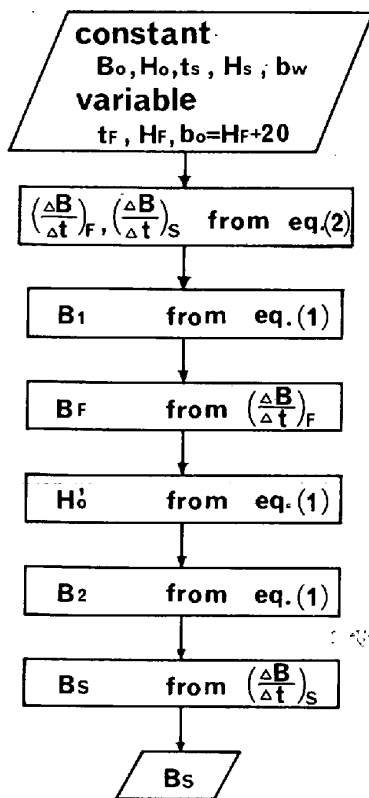 constant
Bo, Ho, ts, Hs, bw
variable
tF, HF, bo=HF+20
(ΔB/Δt)F, (ΔB/Δt)S from eq.(2)
B1 from eq.(1)
BF from (ΔB/Δt)F
Ho' from eq.(1)
B2 from eq.(1)
Bs from (ΔB/Δt)S
Bs